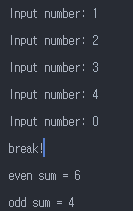 Input number: 1
Input number: 2
Input number: 3
Input number: 4
Input number: 0
break!
even sum = 6
odd sum = 4